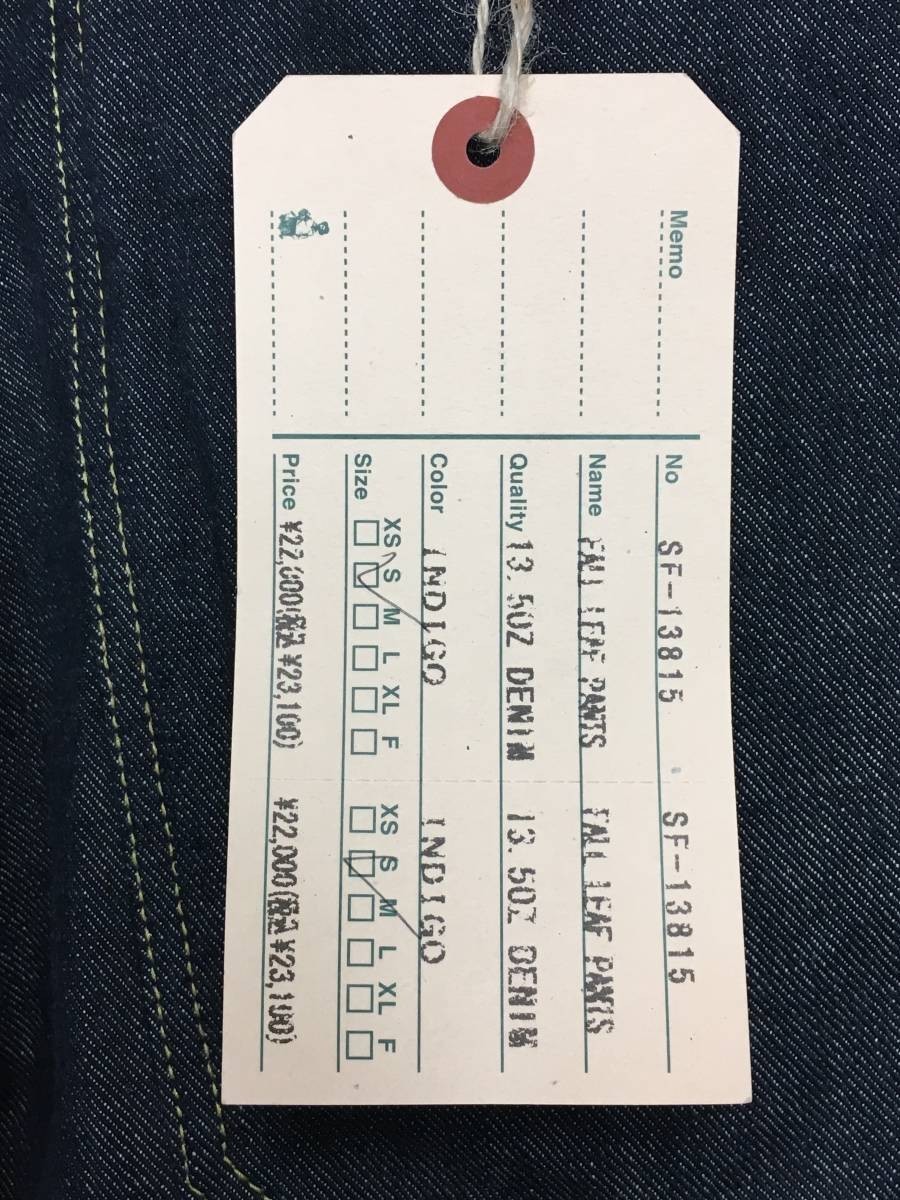 Memo
No SF-13815 SF-13815
Name FALL LEAF PANTS FALL LEAF PANTS
Quality 13.5OZ DENIM 13.5OZ DENIM
Color INDIGO INDIGO
XS S M L XL F XS S M L XL F
Size
Price ¥22,000(税込¥23,100) ¥22,000(税込¥23,100)